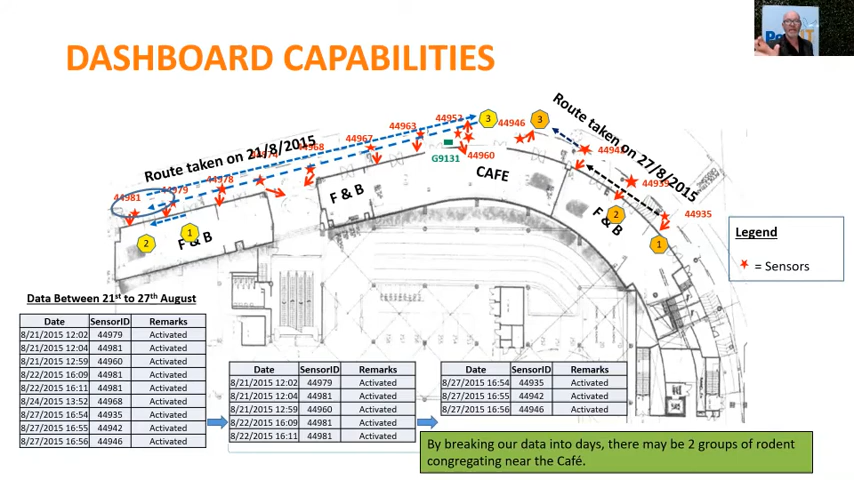 DASHBOARD CAPABILITIES
Route taken on 21/8/2015
Route taken on 27/8/2015
44981
44979
44978
44968
44967
44963
44952
44946
44960
G9131
44935
1
2
3
3
2
1
F & B
F & B
CAFE
F & B
Legend
= Sensors
Data Between 21st to 27th August
Date SensorID Remarks
8/21/2015 12:02 44979 Activated
8/21/2015 12:04 44981 Activated
8/21/2015 12:59 44960 Activated
8/22/2015 16:09 44981 Activated
8/22/2015 16:11 44981 Activated
8/24/2015 13:52 44968 Activated
8/27/2015 16:54 44935 Activated
8/27/2015 16:55 44942 Activated
8/27/2015 16:56 44946 Activated
Date SensorID Remarks
8/21/2015 12:02 44979 Activated
8/21/2015 12:04 44981 Activated
8/21/2015 12:59 44960 Activated
8/22/2015 16:09 44981 Activated
8/22/2015 16:11 44981 Activated
Date SensorID Remarks
8/27/2015 16:54 44935 Activated
8/27/2015 16:55 44942 Activated
8/27/2015 16:56 44946 Activated
By breaking our data into days, there may be 2 groups of rodent
congregating near the Café.